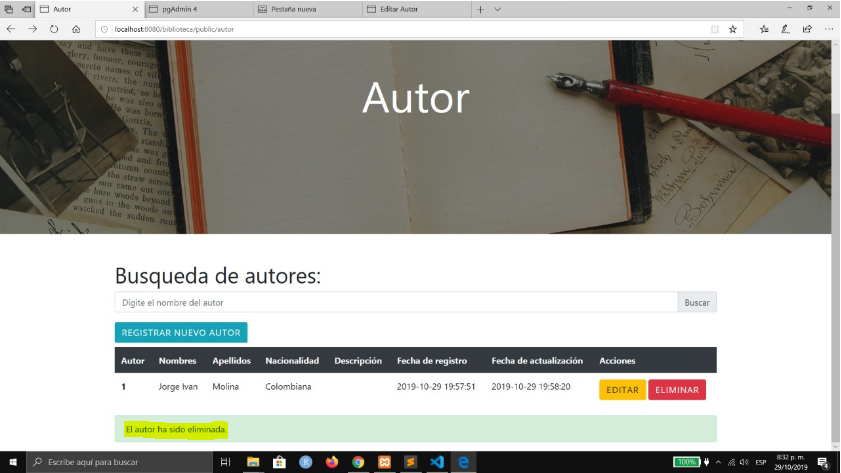 Autor
pgAdmin 4
Pestaña nueva
Editar Autor
localhost:8080/biblioteca/public/autor
Autor
Busqueda de autores:
Digite el nombre del autor
Buscar
REGISTRAR NUEVO AUTOR
Autor Nombres Apellidos Nacionalidad Descripción Fecha de registro Fecha de actualización Acciones
1 Jorge Ivan Molina Colombiana 2019-10-29 19:57:51 2019-10-29 19:58:20 EDITAR ELIMINAR
El autor ha sido eliminada.
Escribe aquí para buscar
100%
ESP
8:32 p. m.
29/10/2019